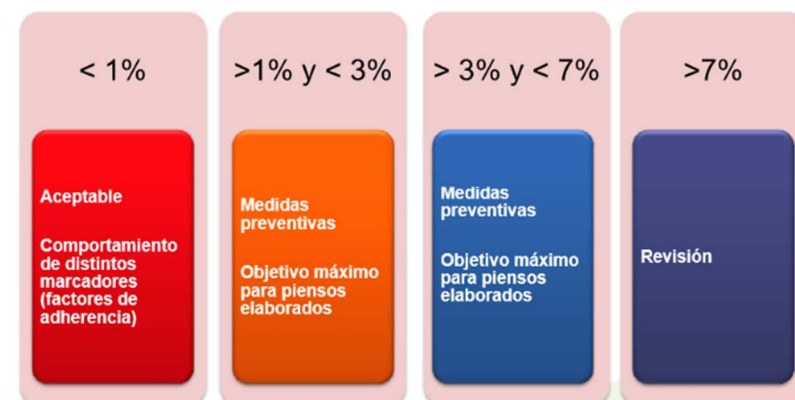 < 1%
Aceptable
Comportamiento
de distintos
marcadores
(factores de
adherencia)
>1% y < 3%
Medidas
preventivas
Objetivo máximo
para piensos
elaborados
> 3% y < 7%
Medidas
preventivas
Objetivo máximo
para piensos
elaborados
>7%
Revisión